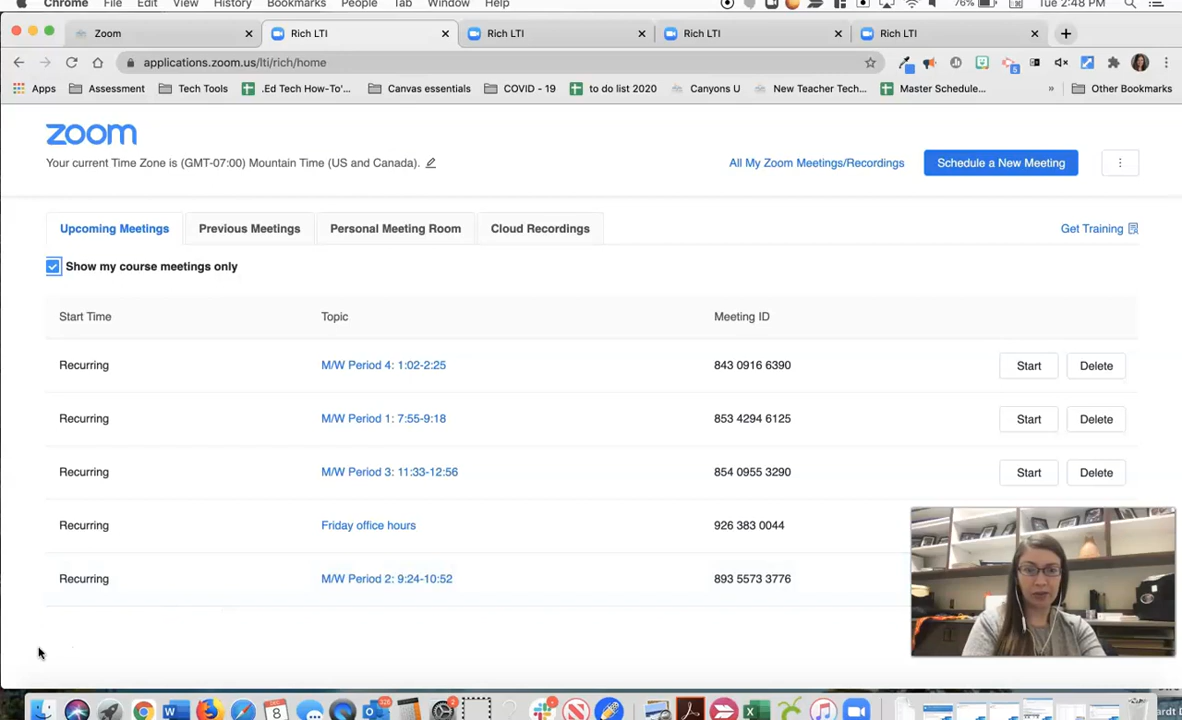 Chrome File Edit View History Bookmarks People Tab Window Help 76% Tue 2:48 PM
Zoom Rich LTI Rich LTI Rich LTI Rich LTI
applications.zoom.us/lti/rich/home
Apps Assessment Tech Tools .Ed Tech How-To'... Canvas essentials COVID - 19 to do list 2020 Canyons U New Teacher Tech... Master Schedule... » Other Bookmarks
zoom
Your current Time Zone is (GMT-07:00) Mountain Time (US and Canada).
All My Zoom Meetings/Recordings Schedule a New Meeting
Upcoming Meetings Previous Meetings Personal Meeting Room Cloud Recordings Get Training
Show my course meetings only
Start Time Topic Meeting ID
Recurring M/W Period 4: 1:02-2:25 843 0916 6390 Start Delete
Recurring M/W Period 1: 7:55-9:18 853 4294 6125 Start Delete
Recurring M/W Period 3: 11:33-12:56 854 0955 3290 Start Delete
Recurring Friday office hours 926 383 0044
Recurring M/W Period 2: 9:24-10:52 893 5573 3776